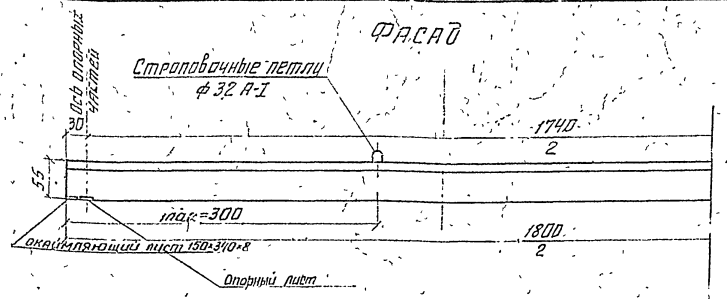 ФАСАД
Ось опорных
частей
Строповочные петли
ф 32 А-I
30
1740
2
55
max=300
окаймляющий лист 150×340×8
1800
2
Опорный лист